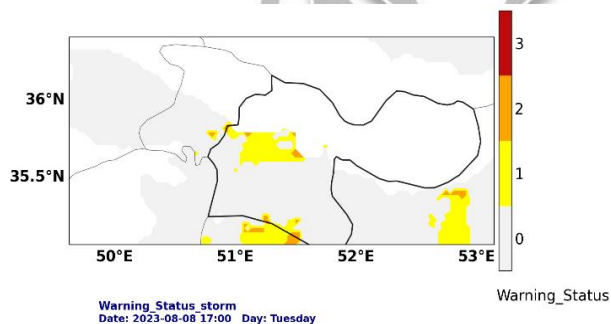 3
36°N
2
35.5°N
1
0
50°E 51°E 52°E 53°E
Warning_Status
Warning_Status_storm
Date: 2023-08-08 17:00 Day: Tuesday